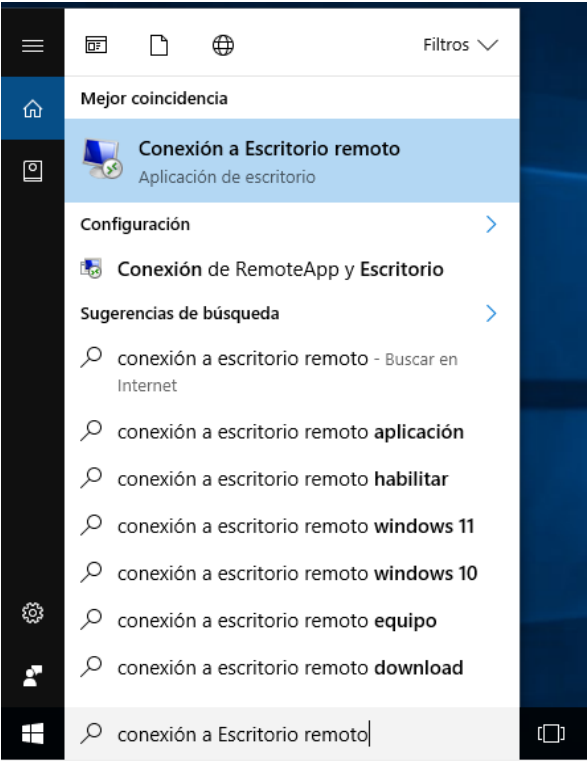 Filtros
Mejor coincidencia
Conexión a Escritorio remoto
Aplicación de escritorio
Configuración
Conexión de RemoteApp y Escritorio
Sugerencias de búsqueda
conexión a escritorio remoto - Buscar en
Internet
conexión a escritorio remoto aplicación
conexión a escritorio remoto habilitar
conexión a escritorio remoto windows 11
conexión a escritorio remoto windows 10
conexión a escritorio remoto equipo
conexión a escritorio remoto download
conexión a Escritorio remoto